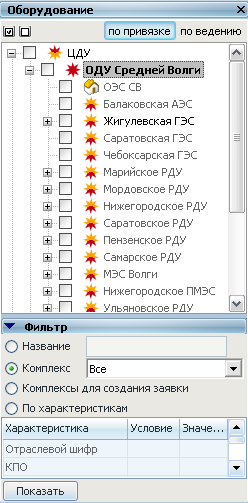 Оборудование
по привязке по ведению
ЦДУ
ОДУ Средней Волги
ОЭС СВ
Балаковская АЭС
Жигулевская ГЭС
Саратовская ГЭС
Чебоксарская ГЭС
Марийское РДУ
Мордовское РДУ
Нижегородское РДУ
Саратовское РДУ
Пензенское РДУ
Самарское РДУ
МЭС Волги
Нижегородское ПМЭС
Ульяновское РДУ
Фильтр
Название
Комплекс Все
Комплексы для создания заявки
По характеристикам
Характеристика Условие Значе...
Отраслевой шифр
КПО
Показать